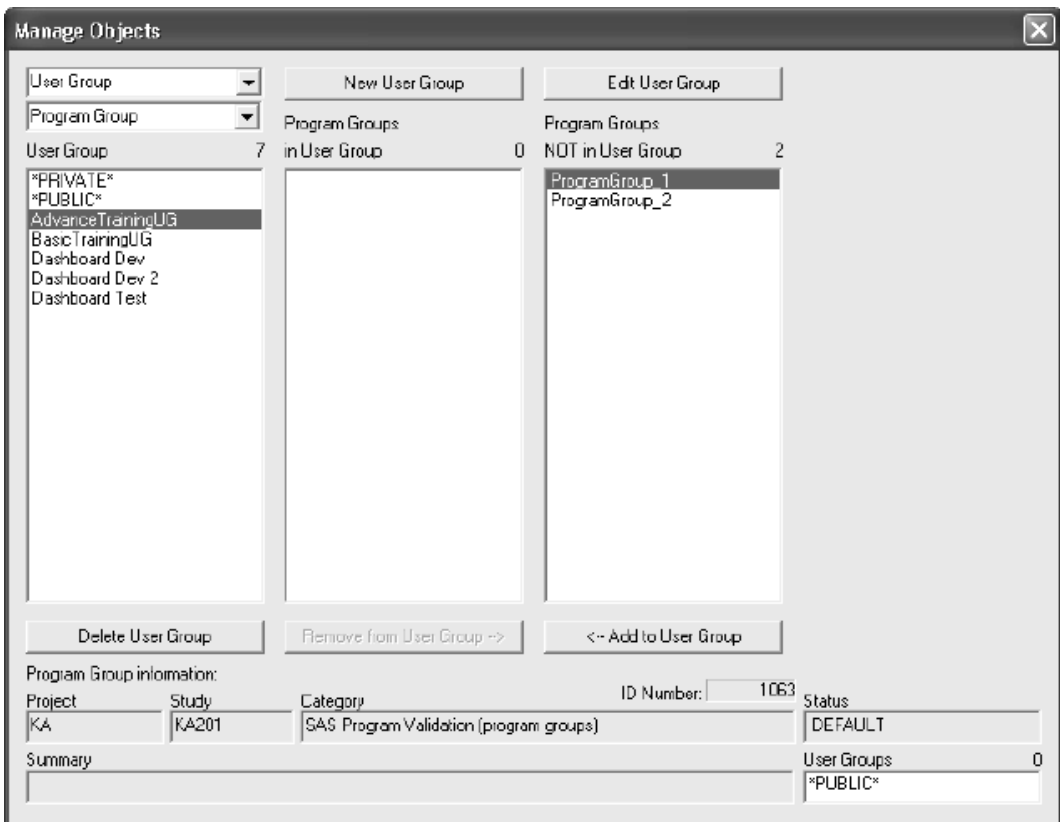 Manage Objects
User Group
New User Group
Edit User Group
Program Group
Program Groups
Program Groups
User Group 7
in User Group 0
NOT in User Group 2
*PRIVATE*
*PUBLIC*
AdvanceTrainingUG
BasicTrainingUG
Dashboard Dev
Dashboard Dev 2
Dashboard Test
ProgramGroup_1
ProgramGroup_2
Delete User Group
Remove from User Group -->
<-- Add to User Group
Program Group information:
ID Number: 1063
Project
Study
Category
Status
KA
KA201
SAS Program Validation (program groups)
DEFAULT
Summary
User Groups 0
*PUBLIC*